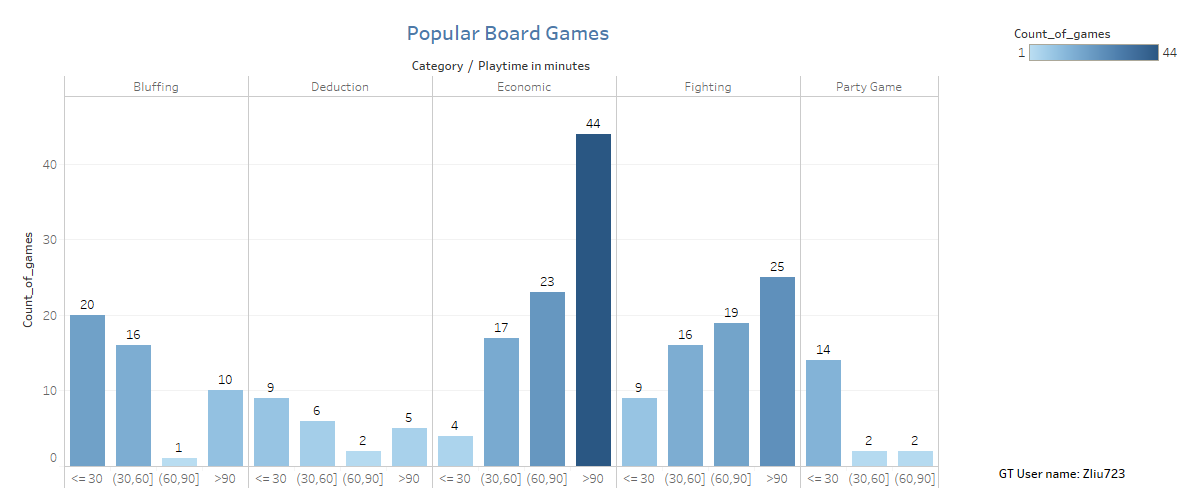 Popular Board Games
Category / Playtime in minutes
Count_of_games
1 44
Bluffing Deduction Economic Fighting Party Game
Count_of_games
40
30
20
10
0
20 16 1 10 9 6 2 5 4 17 23 44 9 16 19 25 14 2 2
<= 30 (30,60] (60,90] >90 <= 30 (30,60] (60,90] >90 <= 30 (30,60] (60,90] >90 <= 30 (30,60] (60,90] >90 <= 30 (30,60] (60,90]
GT User name: Zliu723